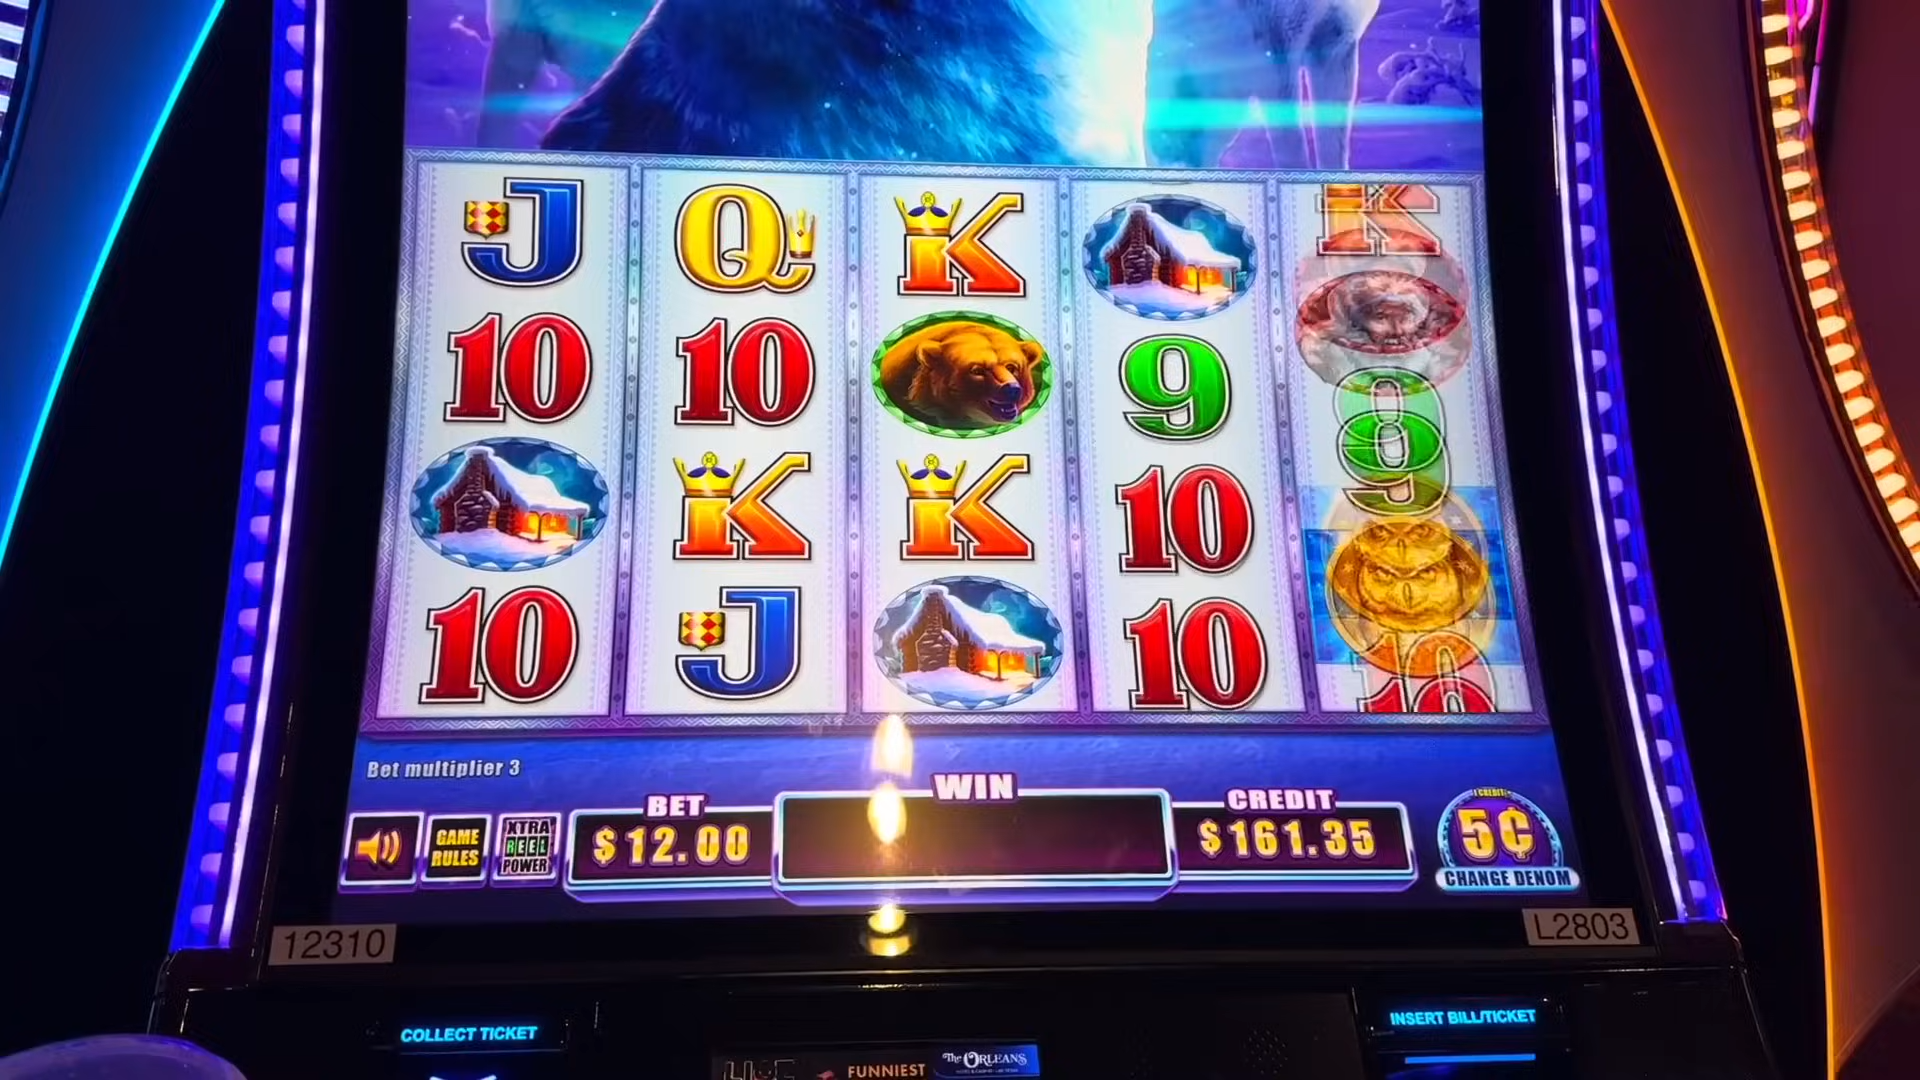 J Q K K
10 10 9 9
K K 10
10 J 10 10
Bet multiplier 3
BET WIN CREDIT
$12.00 $161.35
GAME RULES
XTRA REEL POWER
1 CREDIT=
5¢
CHANGE DENOM
12310 L2803
COLLECT TICKET INSERT BILL/TICKET
FUNNIEST The ORLEANS